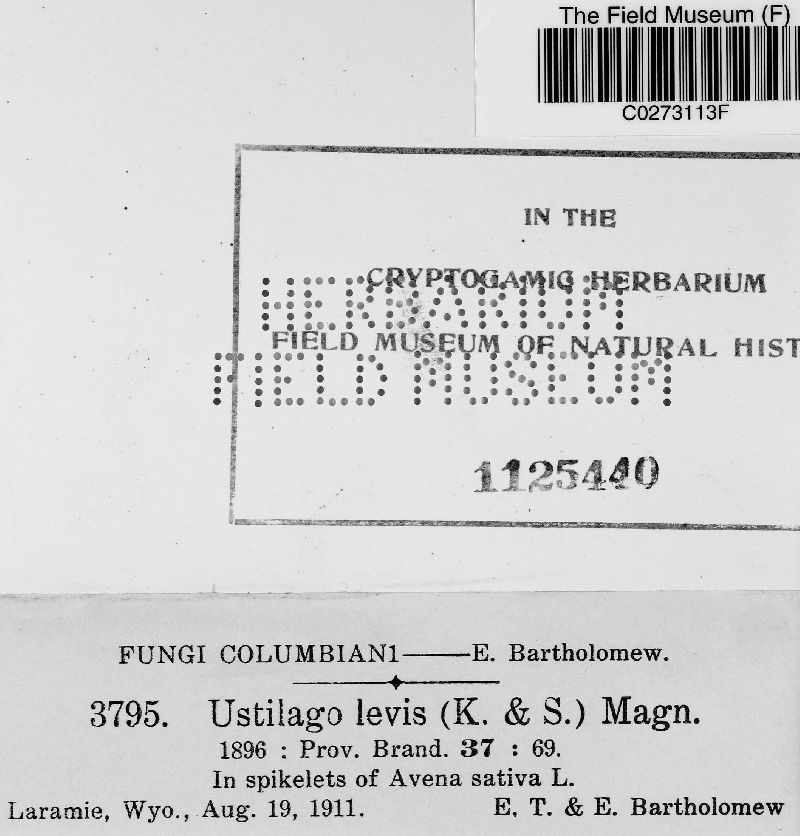 The Field Museum (F)
C0273113F
IN THE
CRYPTOGAMIC HERBARIUM
HERBARIUM
FIELD MUSEUM OF NATURAL HIST
FIELD MUSEUM
1125440
FUNGI COLUMBIAN1——E. Bartholomew.
3795. Ustilago levis (K. & S.) Magn.
1896 : Prov. Brand. 37 : 69.
In spikelets of Avena sativa L.
Laramie, Wyo., Aug. 19, 1911. E. T. & E. Bartholomew